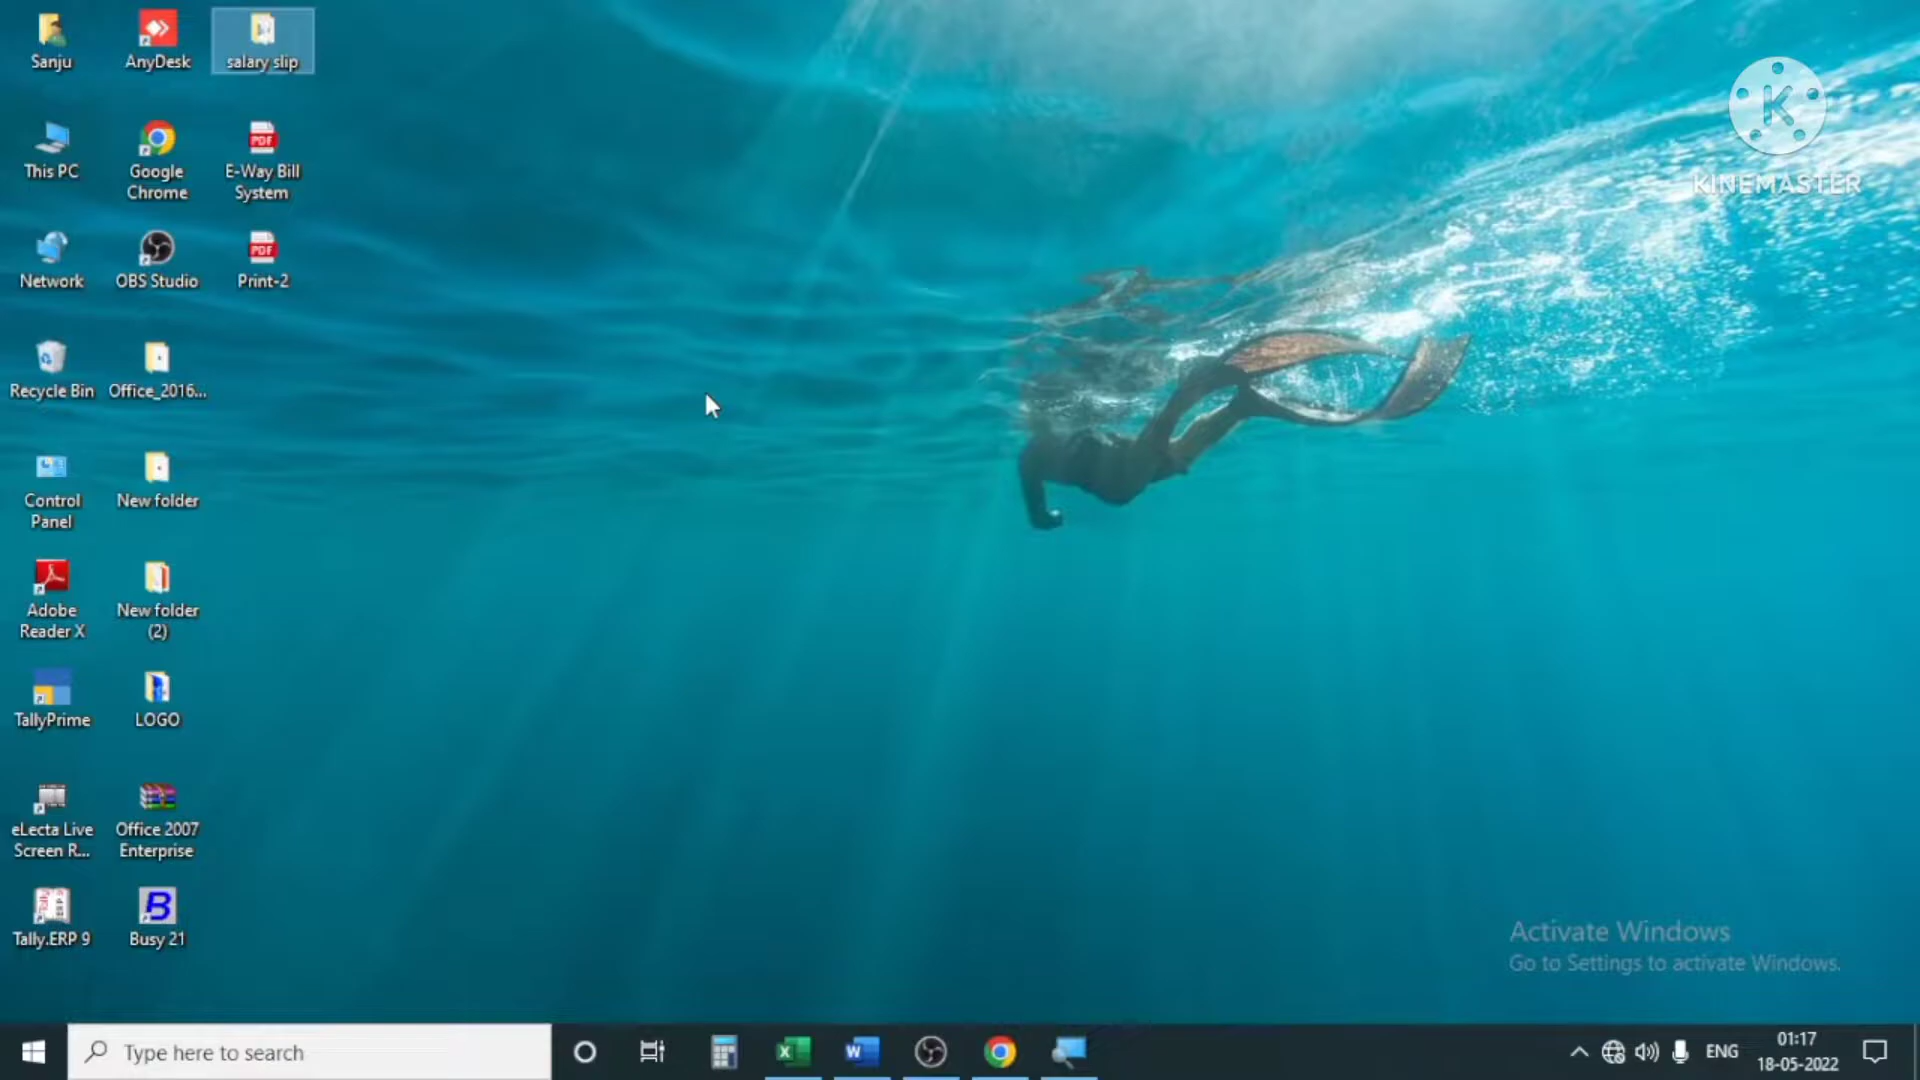 Sanju
AnyDesk
salary slip
This PC
Google
Chrome
E-Way Bill
System
PDF
Network
OBS Studio
Print-2
PDF
Recycle Bin
Office_2016...
Control
Panel
New folder
Adobe
Reader X
New folder
(2)
TallyPrime
LOGO
eLecta Live
Screen R...
Office 2007
Enterprise
Tally.ERP 9
B
Busy 21
K
KINEMASTER
Activate Windows
Go to Settings to activate Windows.
Type here to search
X
W
ENG
01:17
18-05-2022